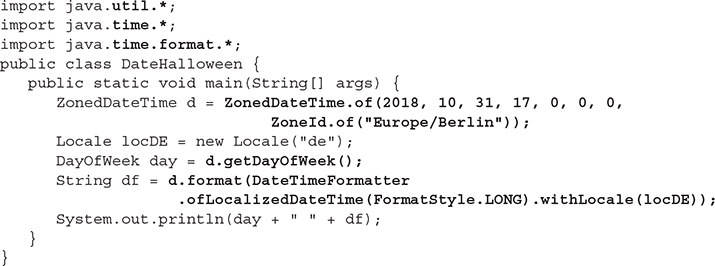 import java.util.*;
import java.time.*;
import java.time.format.*;
public class DateHalloween {
   public static void main(String[] args) {
      ZonedDateTime d = ZonedDateTime.of(2018, 10, 31, 17, 0, 0, 0,
                           ZoneId.of("Europe/Berlin"));
      Locale locDE = new Locale("de");
      DayOfWeek day = d.getDayOfWeek();
      String df = d.format(DateTimeFormatter
                  .ofLocalizedDateTime(FormatStyle.LONG).withLocale(locDE));
      System.out.println(day + " " + df);
   }
}